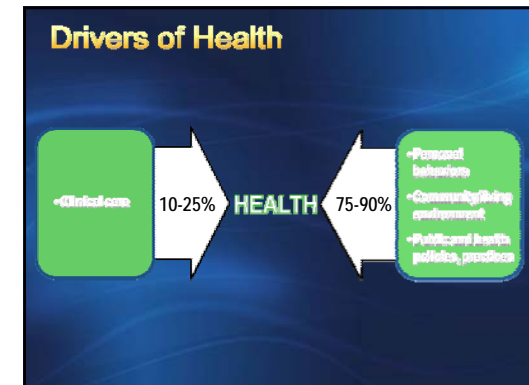 Drivers of Health
•Clinical care
10-25%
HEALTH
75-90%
•Personal
behaviors
•Community/living
environment
•Public and health
policies, practices